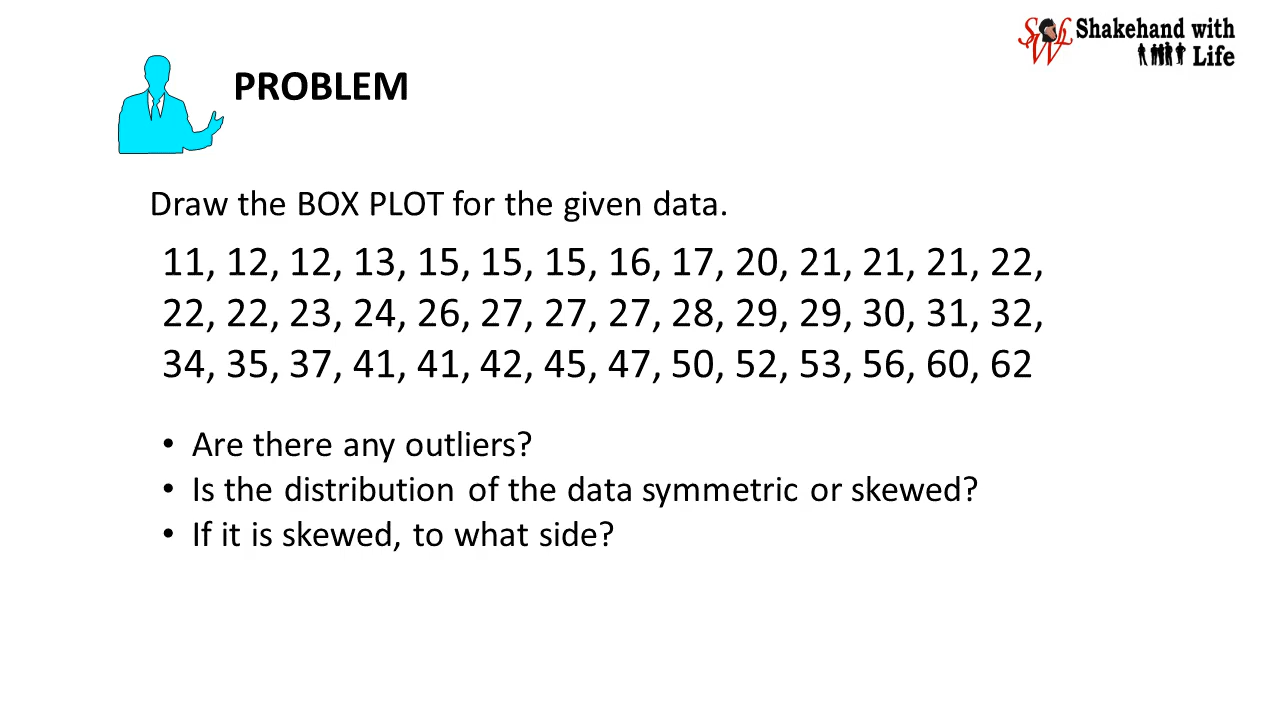 SWL Shakehand with
Life
PROBLEM
Draw the BOX PLOT for the given data.
11, 12, 12, 13, 15, 15, 15, 16, 17, 20, 21, 21, 21, 22,
22, 22, 23, 24, 26, 27, 27, 27, 28, 29, 29, 30, 31, 32,
34, 35, 37, 41, 41, 42, 45, 47, 50, 52, 53, 56, 60, 62
• Are there any outliers?
• Is the distribution of the data symmetric or skewed?
• If it is skewed, to what side?